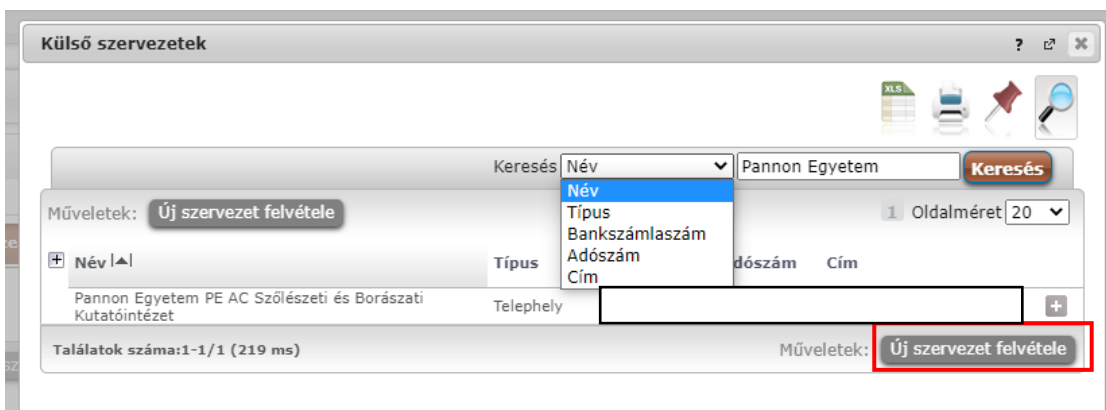 Külső szervezetek
?
XLS
Keresés Név Pannon Egyetem Keresés
Név
Típus
Bankszámlaszám
Adószám
Cím
Műveletek: Új szervezet felvétele
1 Oldalméret 20
Név Típus dószám Cím
Pannon Egyetem PE AC Szőlészeti és Borászati
Kutatóintézet
Telephely
Találatok száma:1-1/1 (219 ms)
Műveletek: Új szervezet felvétele